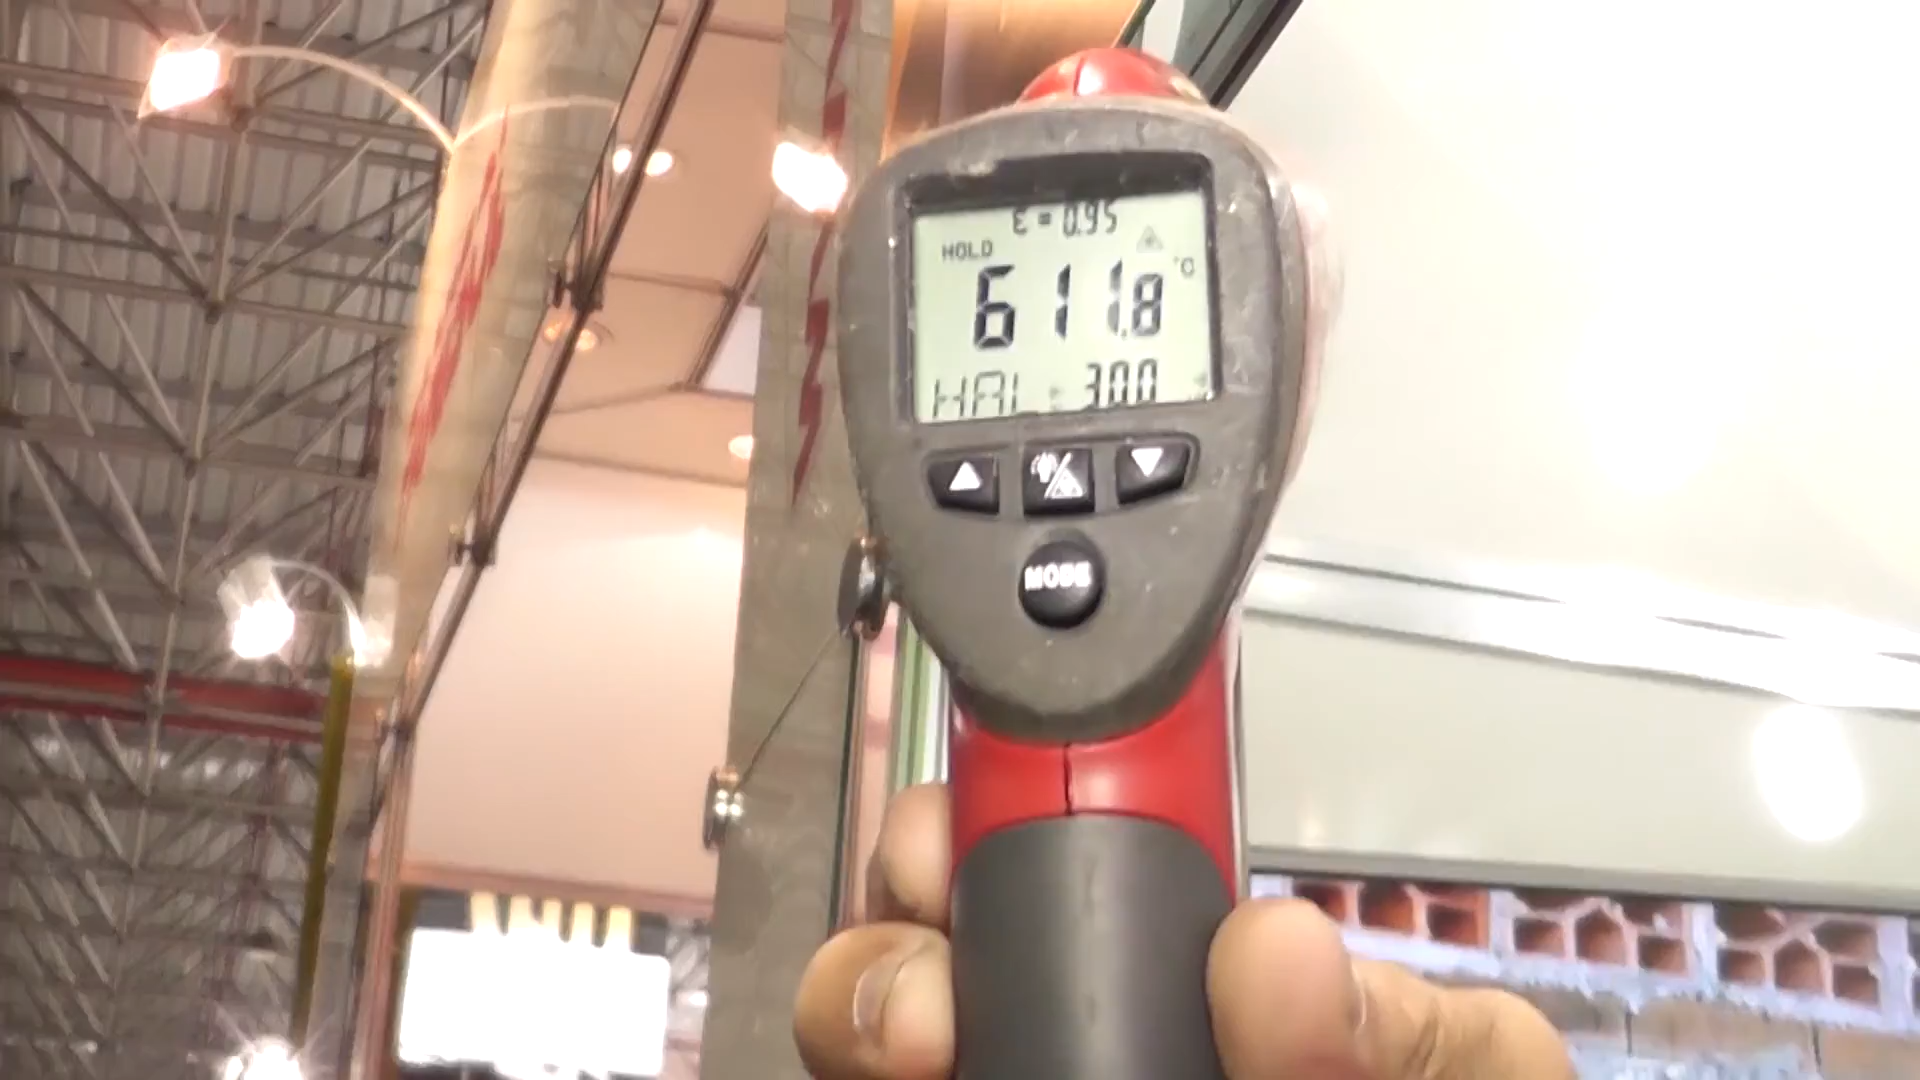 ε = 0.95
HOLD
°C
611.8
HAL 300
MODE